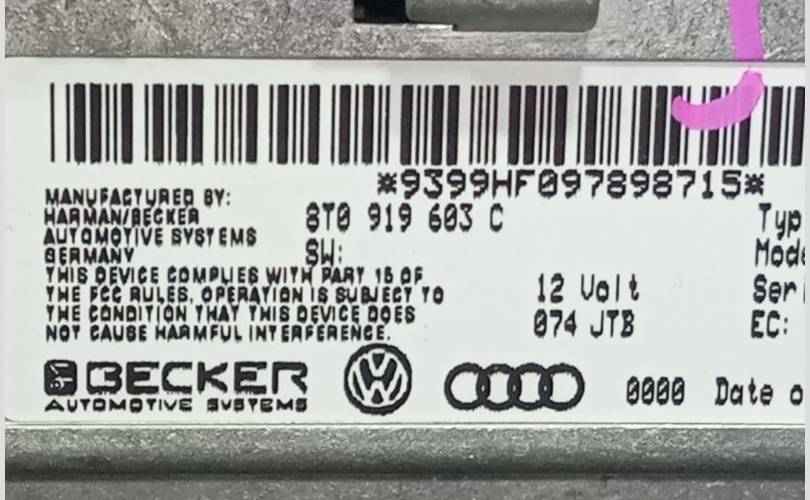 *9399HF097898715*
MANUFACTURED BY:
HARMAN/BECKER
AUTOMOTIVE SYSTEMS
GERMANY
8T0 919 603 C
SW:
THIS DEVICE COMPLIES WITH PART 15 OF
THE FCC RULES. OPERATION IS SUBJECT TO
THE CONDITION THAT THIS DEVICE DOES
NOT CAUSE HARMFUL INTERFERENCE.
12 Volt
074 JTB
Typ
Mode
Seri
EC:
BECKER
AUTOMOTIVE SYSTEMS
0000 Date o